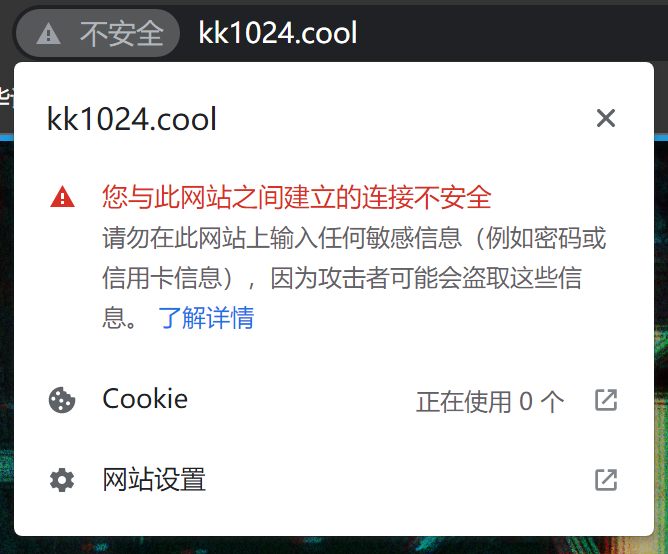 不安全 kk1024.cool
kk1024.cool
您与此网站之间建立的连接不安全
请勿在此网站上输入任何敏感信息（例如密码或
信用卡信息），因为攻击者可能会盗取这些信
息。 了解详情
Cookie 正在使用 0 个
网站设置